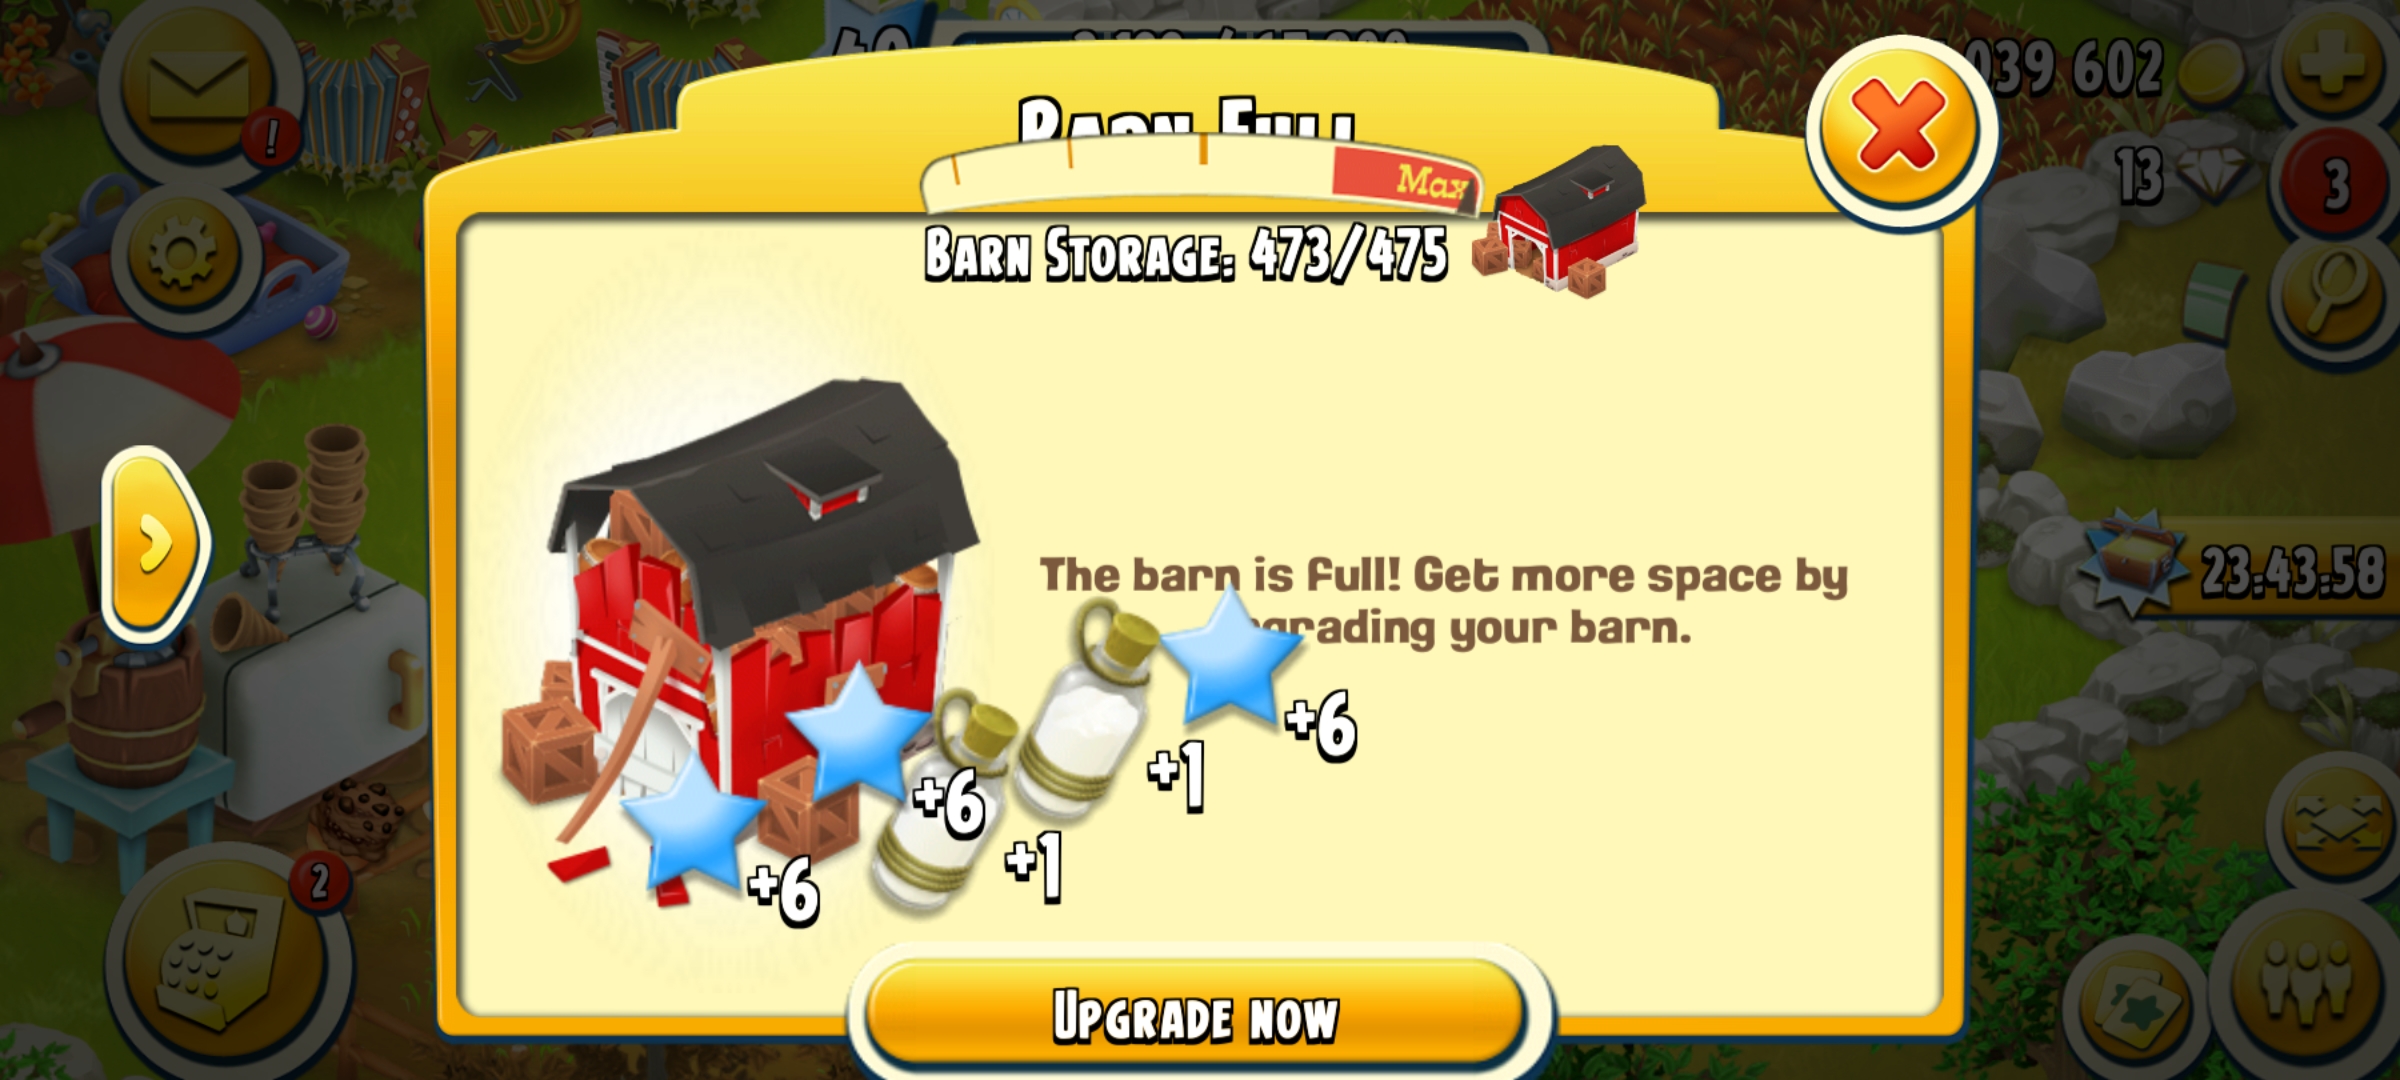 !
039 602
13
3
Max
Barn Storage: 473/475
The barn is full! Get more space by
grading your barn.
23:43:58
+6
+1
+6
+1
+6
2
Upgrade now